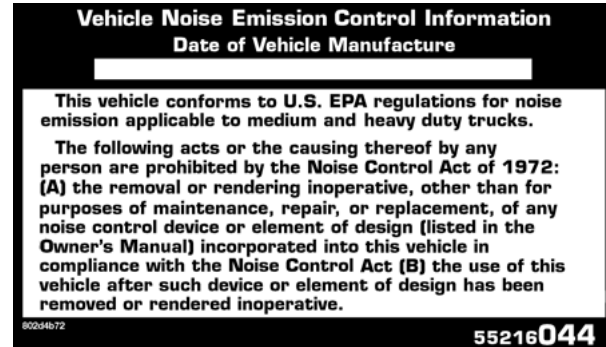 Vehicle Noise Emission Control Information
Date of Vehicle Manufacture
This vehicle conforms to U.S. EPA regulations for noise
emission applicable to medium and heavy duty trucks.
The following acts or the causing thereof by any
person are prohibited by the Noise Control Act of 1972:
(A) the removal or rendering inoperative, other than for
purposes of maintenance, repair, or replacement, of any
noise control device or element of design (listed in the
Owner's Manual) incorporated into this vehicle in
compliance with the Noise Control Act (B) the use of this
vehicle after such device or element of design has been
removed or rendered inoperative.
802d4b72
55216044